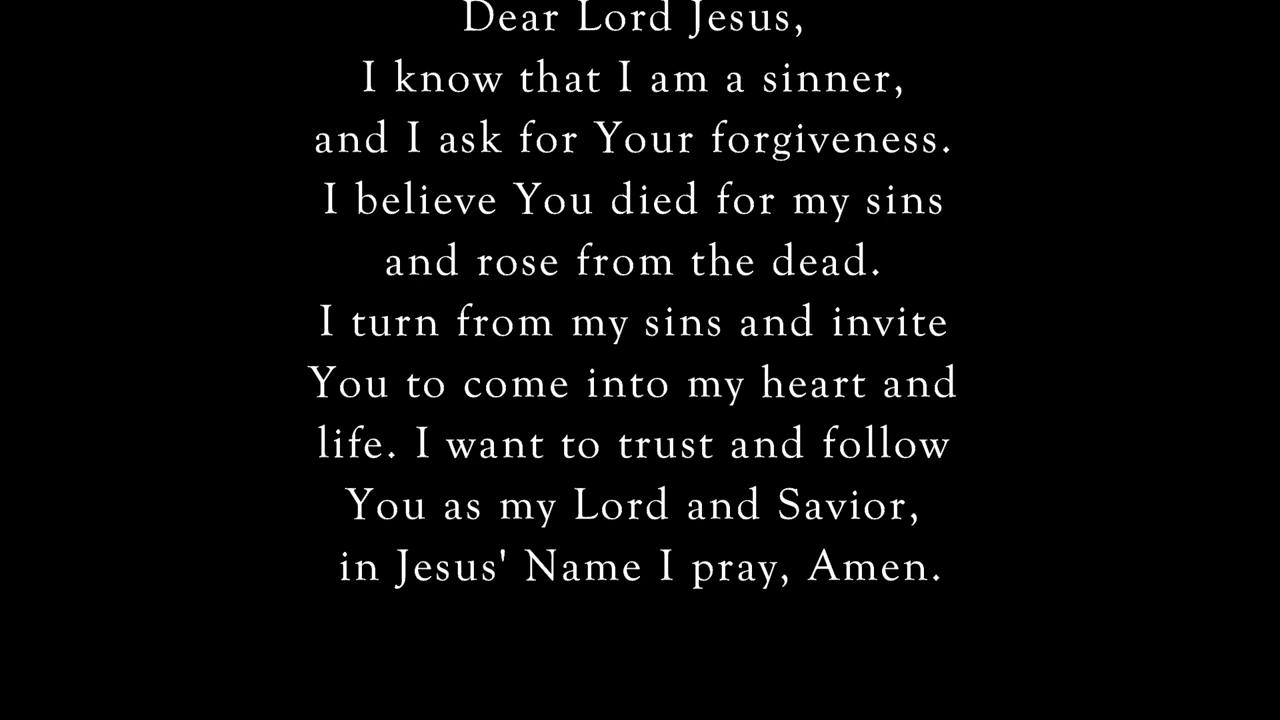 Dear Lord Jesus,
I know that I am a sinner,
and I ask for Your forgiveness.
I believe You died for my sins
and rose from the dead.
I turn from my sins and invite
You to come into my heart and
life. I want to trust and follow
You as my Lord and Savior,
in Jesus' Name I pray, Amen.